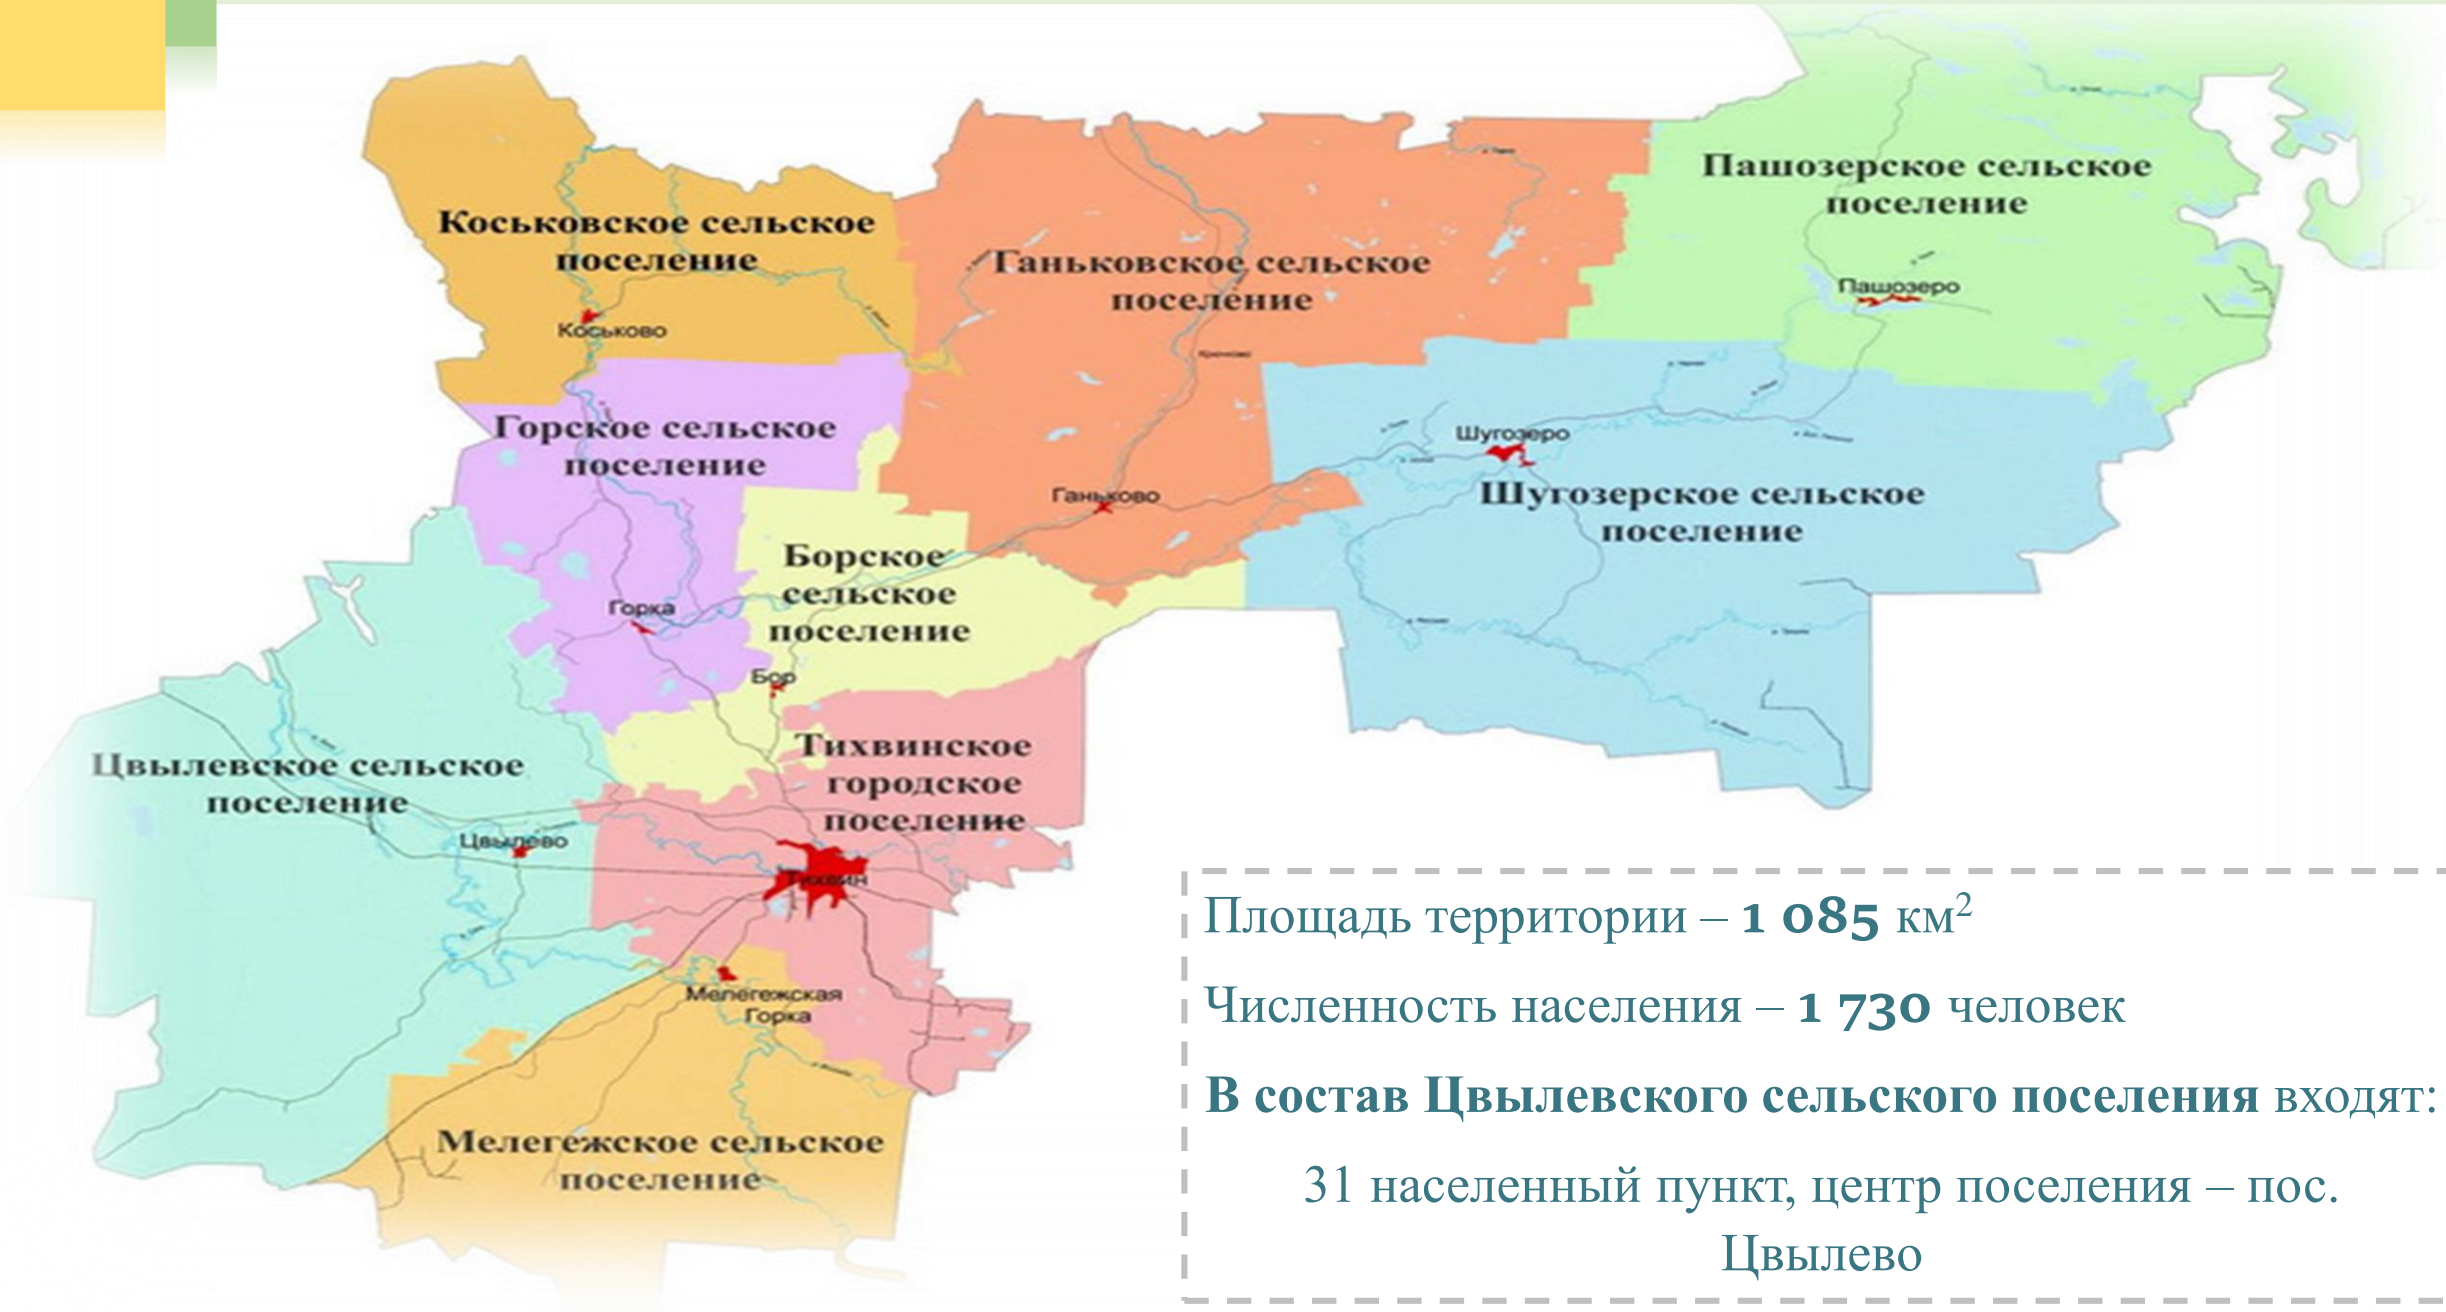 Коськовское сельское
поселение
Ганьковское сельское
поселение
Пашозерское сельское
поселение
Пашозеро
Коськово
Крючково
Горское сельское
поселение
Шугозеро
Ганьково
Шугозерское сельское
поселение
Борское
сельское
поселение
Горка
Бор
Тихвинское
городское
поселение
Цвылевское сельское
поселение
Цвылево
Тихвин
Мелегежская
Горка
Мелегежское сельское
поселение
Площадь территории – 1 085 км²
Численность населения – 1 730 человек
В состав Цвылевского сельского поселения входят:
31 населенный пункт, центр поселения – пос.
Цвылево